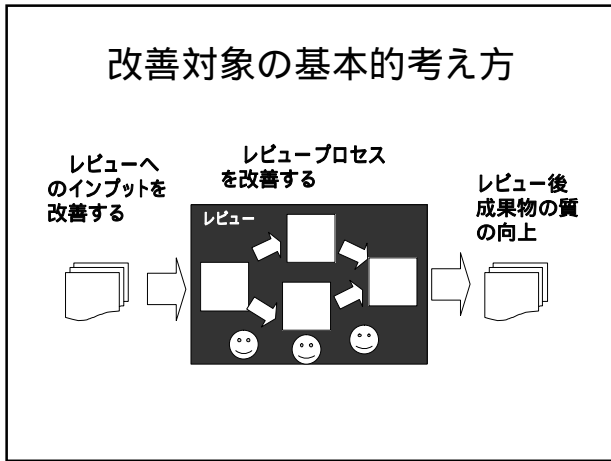 改善対象の基本的考え方
レビューへ
のインプットを
改善する
レビュープロセス
を改善する
レビュー
レビュー後
成果物の質
の向上